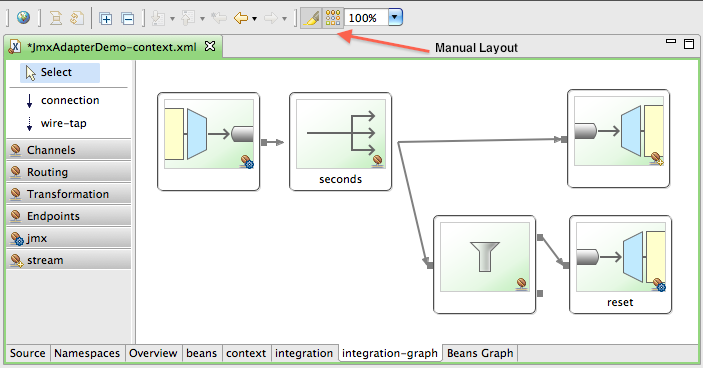 100%
*JmxAdapterDemo-context.xml
Manual Layout
Select
connection
wire-tap
Channels
Routing
Transformation
Endpoints
jmx
stream
seconds
reset
Source Namespaces Overview beans context integration integration-graph Beans Graph